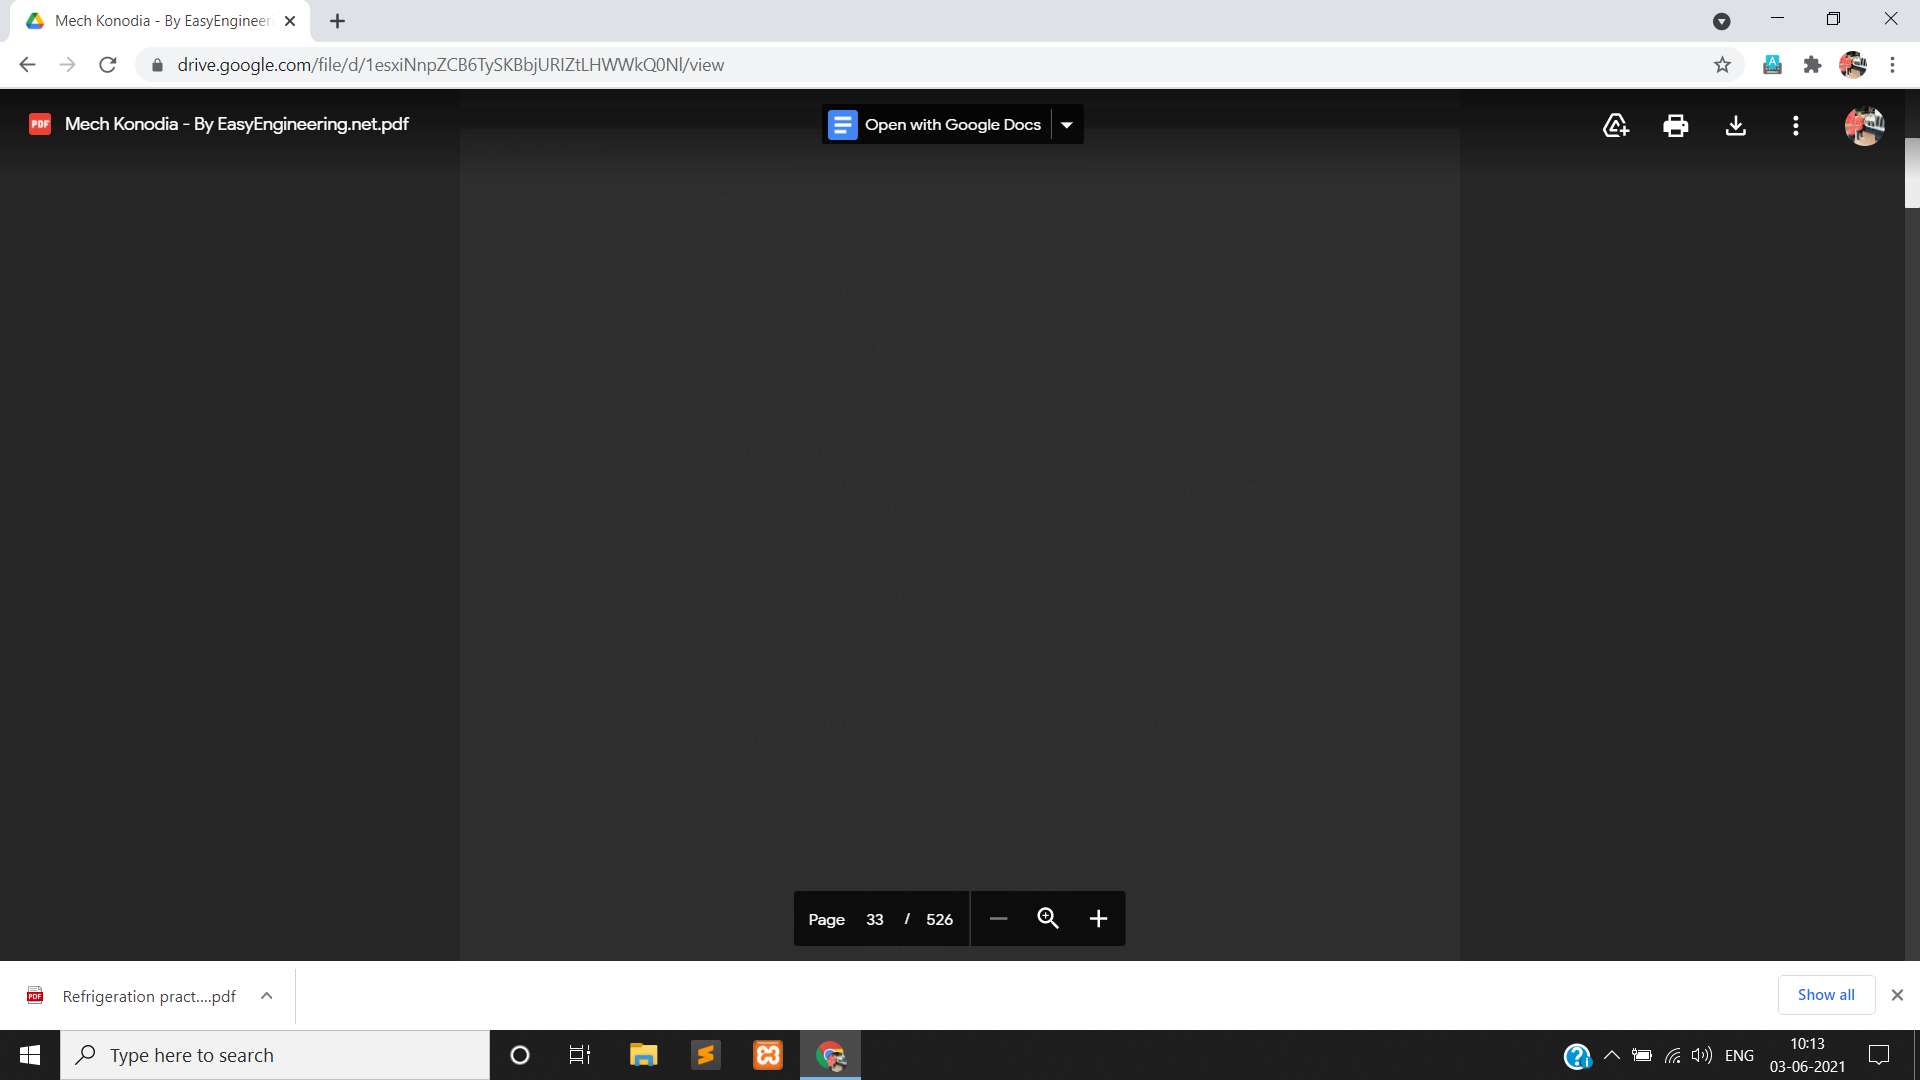 Mech Konodia - By EasyEngineer
drive.google.com/file/d/1esxiNnpZCB6TySKBbjURIZtLHWWkQ0Nl/view
PDF Mech Konodia - By EasyEngineering.net.pdf
Open with Google Docs
Page 33 / 526
PDF Refrigeration pract....pdf
Show all
Type here to search
ENG
10:13
03-06-2021